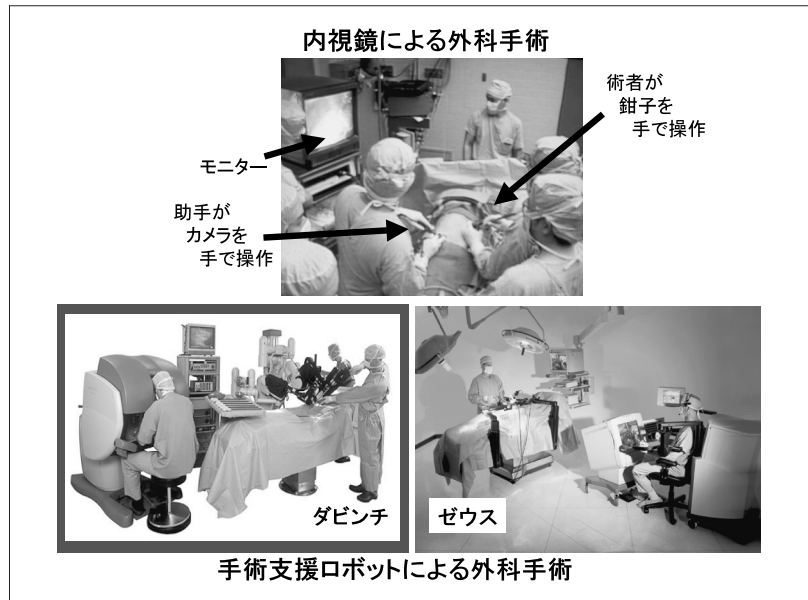 内視鏡による外科手術
術者が
鉗子を
手で操作
モニター
助手が
カメラを
手で操作
ダビンチ
ゼウス
手術支援ロボットによる外科手術